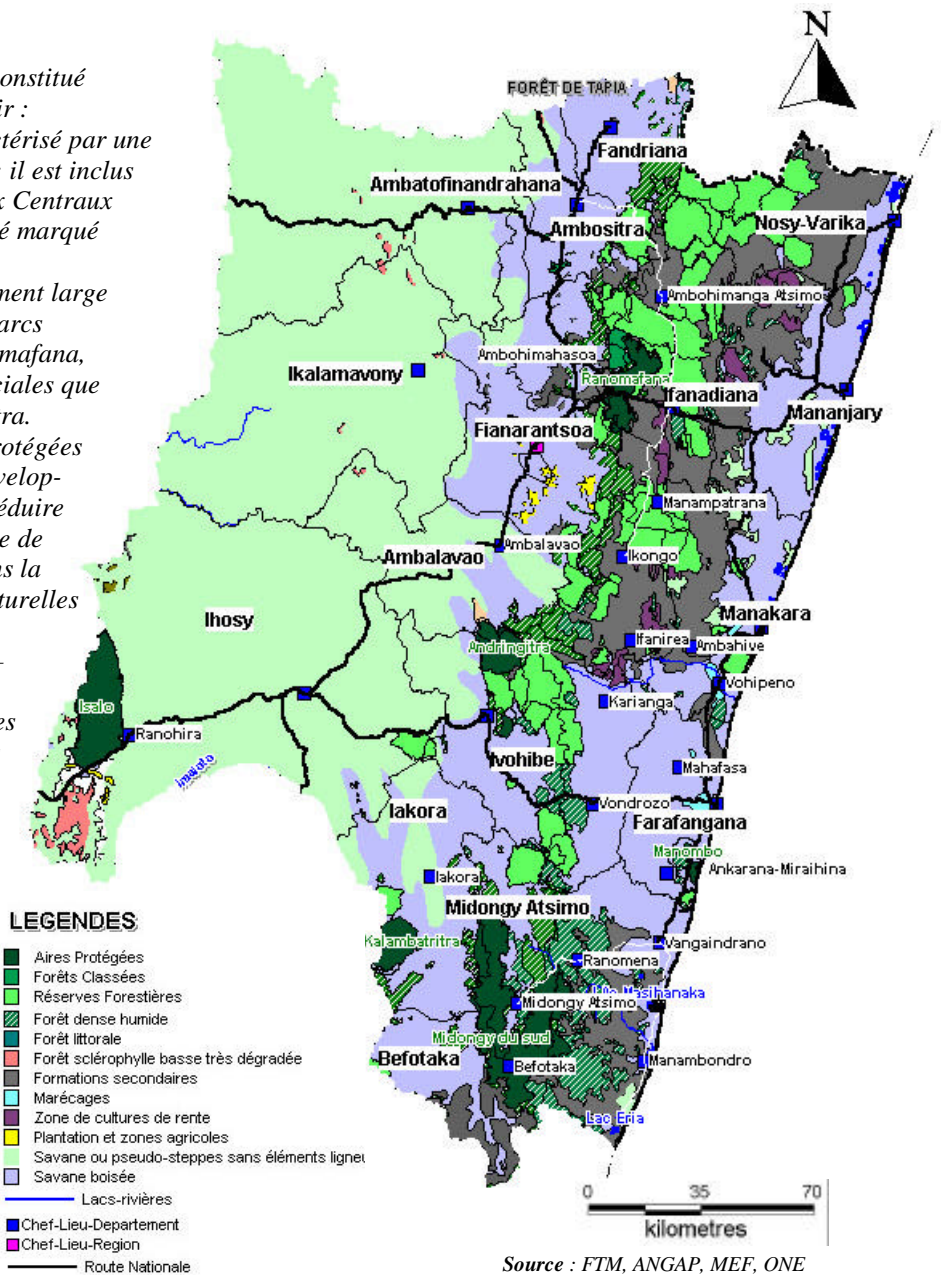 onstitué
ir :
térisé par une
il est inclus
x Centraux
é marqué
ment large
arcs
mafana,
ciales que
tra.
rotégées
velop-
éduire
e de
ns la
turelles
es
N
FORÊT DE TAPIA
Fandriana
Ambatofinandrahana
Ambositra
Nosy-Varika
Ambohimanga Atsimo
Ambohimahasoa
Ikalamavony
Ranomafana
Ifanadiana
Mananjary
Fianarantsoa
Manampatrana
Ambalavao
Ambalavao
Ikongo
Ihosy
Manakara
Ifanirea
Ambahive
Andringitra
Vohipeno
Isalo
Karianga
Ranohira
Ivohibe
Mahafasa
Iakora
Vondrozo
Farafangana
Manombo
Ankarana-Miraihina
Iakora
Midongy Atsimo
Kalambatritra
Vangaindrano
Ranomena
Masihanaka
Midongy Atsimo
Midongy du sud
Befotaka
Befotaka
Manambondro
Lac Eria
LEGENDES
Aires Protégées
Forêts Classées
Réserves Forestières
Forêt dense humide
Forêt littorale
Forêt sclérophylle basse très dégradée
Formations secondaires
Marécages
Zone de cultures de rente
Plantation et zones agricoles
Savane ou pseudo-steppes sans éléments ligneu
Savane boisée
Lacs-rivières
Chef-Lieu-Departement
Chef-Lieu-Region
Route Nationale
0 35 70
kilometres
Source : FTM, ANGAP, MEF, ONE